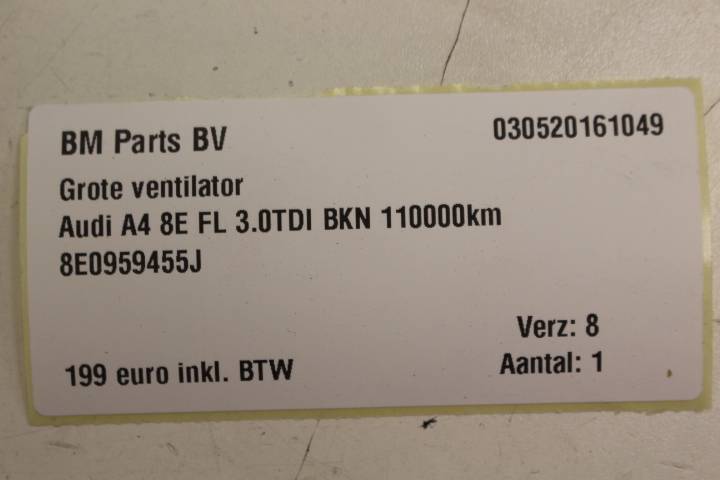 BM Parts BV
030520161049
Grote ventilator
Audi A4 8E FL 3.0TDI BKN 110000km
8E0959455J
Verz: 8
199 euro inkl. BTW
Aantal: 1